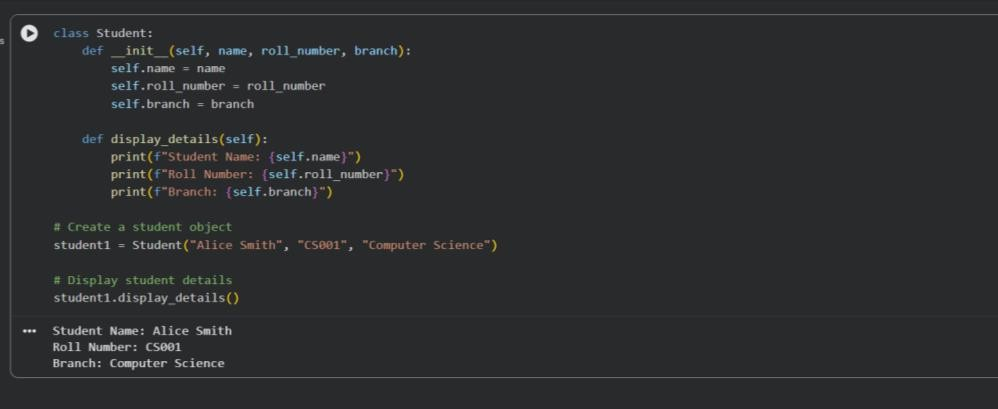 s
class Student:
    def __init__(self, name, roll_number, branch):
        self.name = name
        self.roll_number = roll_number
        self.branch = branch

    def display_details(self):
        print(f"Student Name: {self.name}")
        print(f"Roll Number: {self.roll_number}")
        print(f"Branch: {self.branch}")

# Create a student object
student1 = Student("Alice Smith", "CS001", "Computer Science")

# Display student details
student1.display_details()

Student Name: Alice Smith
Roll Number: CS001
Branch: Computer Science